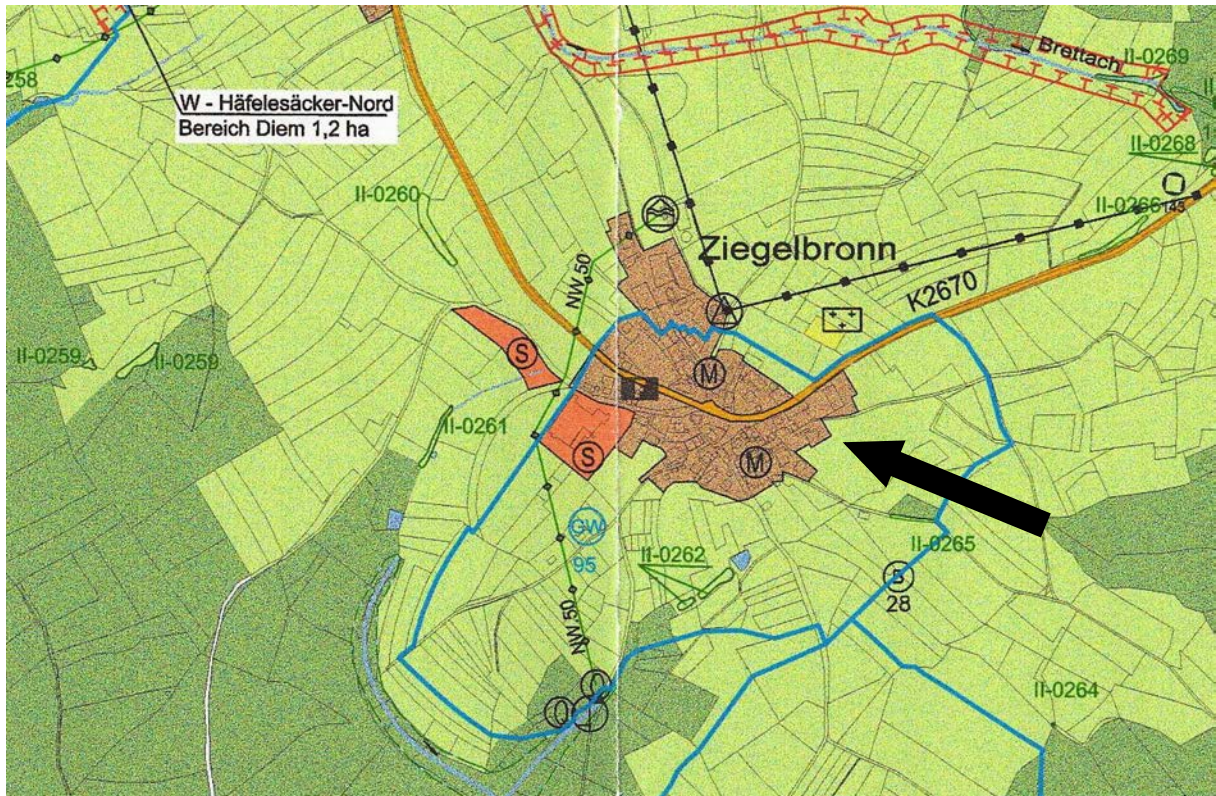 258
W - Häfelesäcker-Nord
Bereich Diem 1,2 ha
Brettach
II-0269
II-0268
II-0260
II-0266
145
Ziegelbronn
NW 50
K2670
II-0259
II-0259
S
M
II-0261
S
M
GW
95
II-0262
II-0265
28
NW 50
II-0264